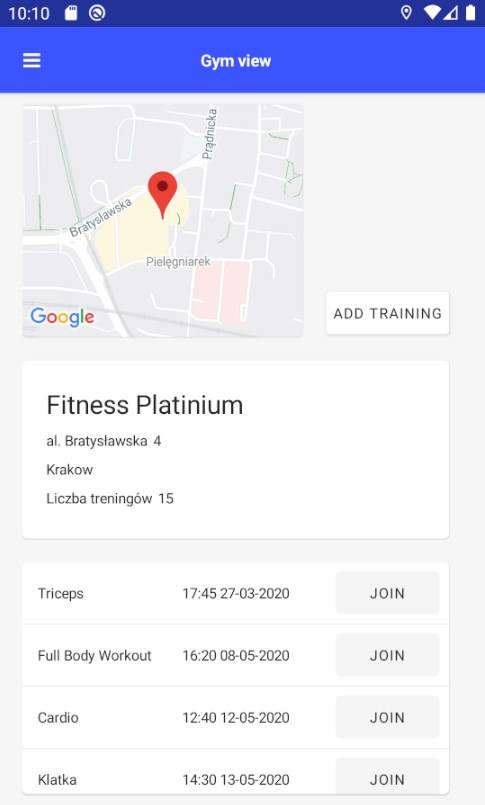 10:10
Gym view
Prądnicka
Bratysławska
Pielęgniarek
Google
ADD TRAINING
Fitness Platinium
al. Bratysławska 4
Krakow
Liczba treningów 15
Triceps 17:45 27-03-2020 JOIN
Full Body Workout 16:20 08-05-2020 JOIN
Cardio 12:40 12-05-2020 JOIN
Klatka 14:30 13-05-2020 JOIN